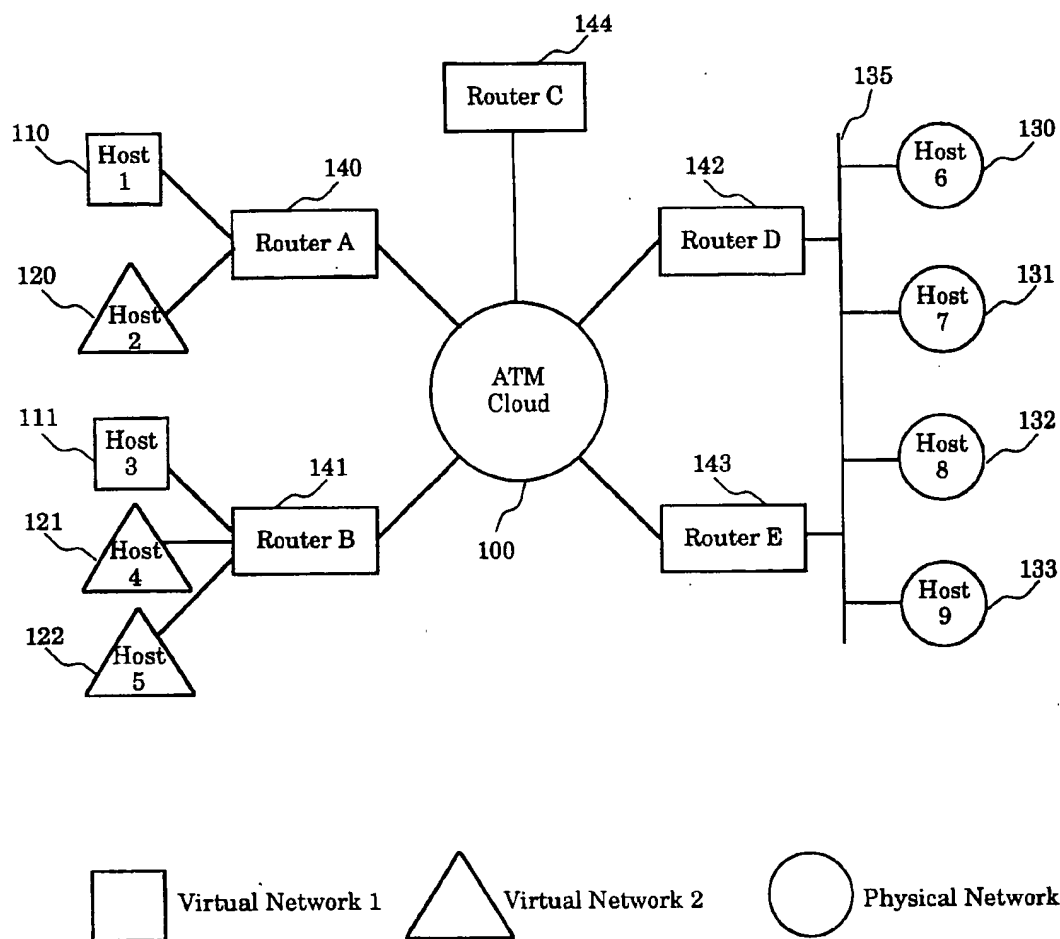 144
Router C
135
110
Host
1
140
Router A
142
Router D
Host
6
130
120
Host
2
Host
7
131
ATM
Cloud
111
Host
3
141
Router B
143
Router E
Host
8
132
121
Host
4
100
122
Host
5
Host
9
133
Virtual Network 1
Virtual Network 2
Physical Network